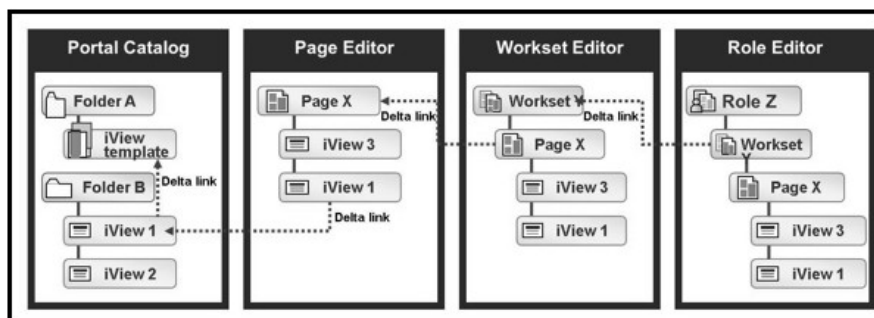 Portal Catalog
Folder A
iView
template
Delta link
Folder B
iView 1
iView 2
Page Editor
Page X
iView 3
iView 1
Delta link
Delta link
Workset Editor
Workset Y
Page X
iView 3
iView 1
Delta link
Role Editor
Role Z
Workset
Y
Page X
iView 3
iView 1